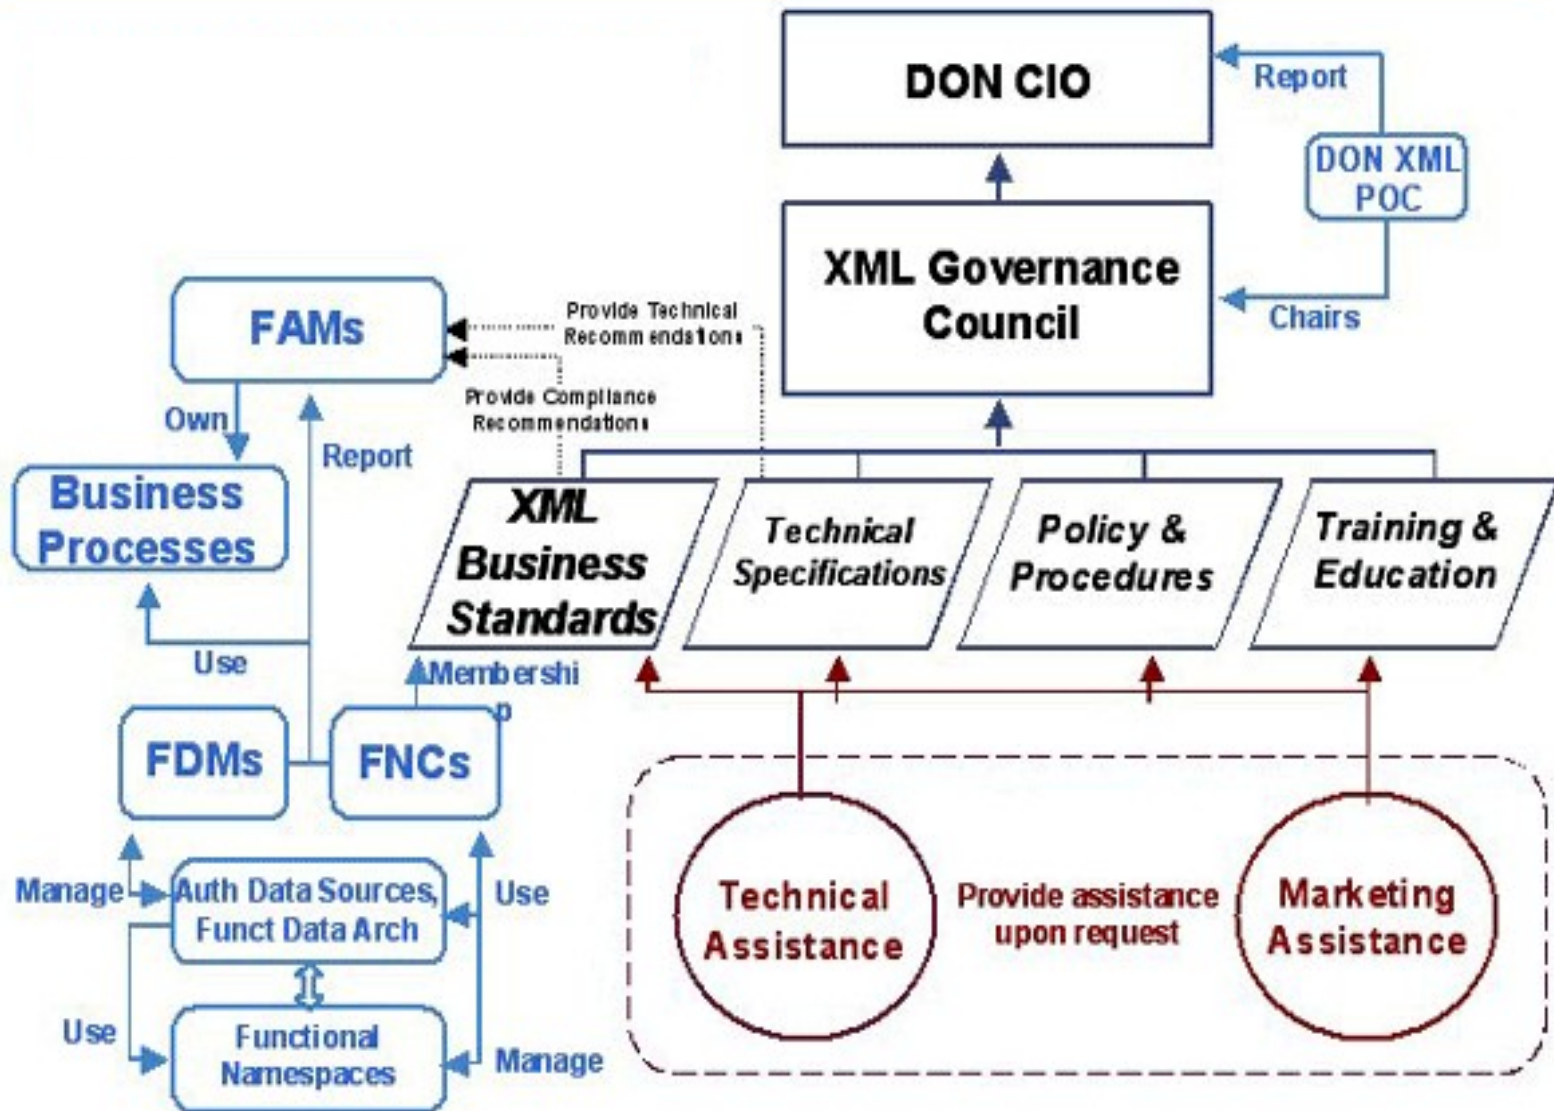 DON CIO
Report
DON XML
POC
XML Governance
Council
Chairs
FAMs
Provide Technical
Recommendations
Provide Compliance
Recommendations
Own
Report
Business
Processes
XML
Business
Standards
Technical
Specifications
Policy &
Procedures
Training &
Education
Use
Membershi
p
FDMs
FNCs
Manage
Auth Data Sources,
Funct Data Arch
Use
Technical
Assistance
Provide assistance
upon request
Marketing
Assistance
Use
Functional
Namespaces
Manage